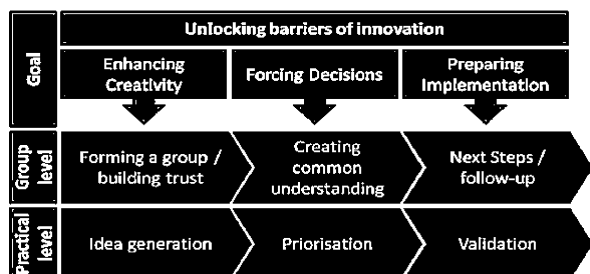 Goal
Unlocking barriers of innovation
Enhancing
Creativity
Forcing Decisions
Preparing
Implementation
Group
level
Forming a group /
building trust
Creating
common
understanding
Next Steps /
follow-up
Practical
level
Idea generation
Priorisation
Validation